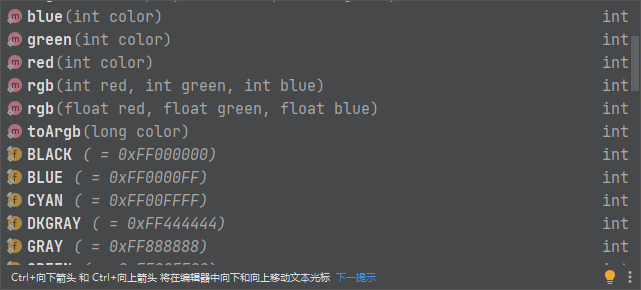 blue(int color) int
green(int color) int
red(int color) int
rgb(int red, int green, int blue) int
rgb(float red, float green, float blue) int
toArgb(long color) int
BLACK ( = 0xFF000000) int
BLUE ( = 0xFF0000FF) int
CYAN ( = 0xFF00FFFF) int
DKGRAY ( = 0xFF444444) int
GRAY ( = 0xFF888888) int
Ctrl+向下箭头 和 Ctrl+向上箭头 将在编辑器中向下和向上移动文本光标 下一提示